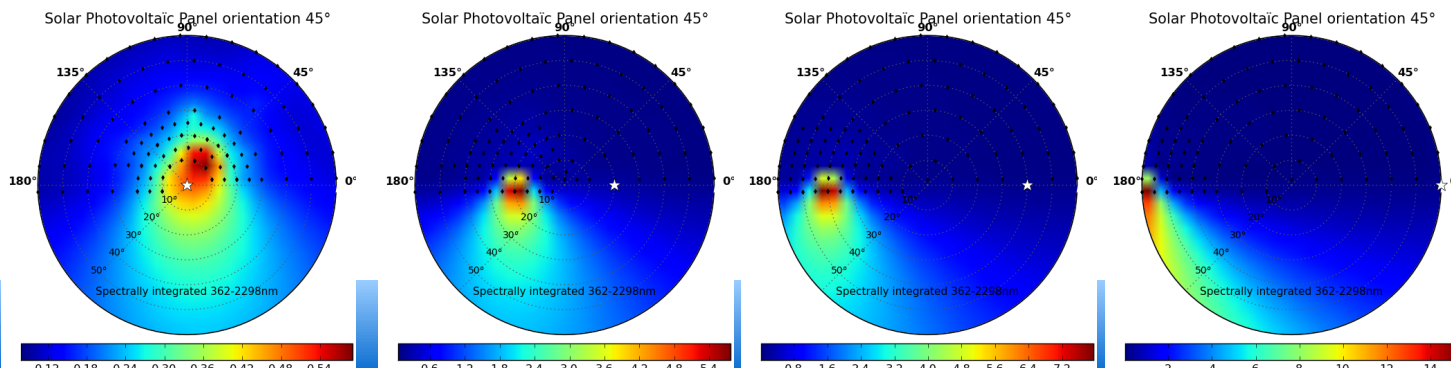 Solar Photovoltaïc Panel orientation 45° Solar Photovoltaïc Panel orientation 45° Solar Photovoltaïc Panel orientation 45° Solar Photovoltaïc Panel orientation 45°
90° 90° 90° 90°
135° 45° 135° 45° 135° 45° 135° 45°
180° 0° 180° 0° 180° 0° 180°
10° 10° 10° 10°
20° 20° 20° 20°
30° 30° 30° 30°
40° 40° 40° 40°
50° 50° 50° 50°
Spectrally integrated 362-2298nm Spectrally integrated 362-2298nm Spectrally integrated 362-2298nm Spectrally integrated 362-2298nm
0.12 0.18 0.24 0.30 0.36 0.42 0.48 0.54 0.6 1.2 1.8 2.4 3.0 3.6 4.2 4.8 5.4 0.8 1.6 2.4 3.2 4.0 4.8 5.6 6.4 7.2 2 4 6 8 10 12 14